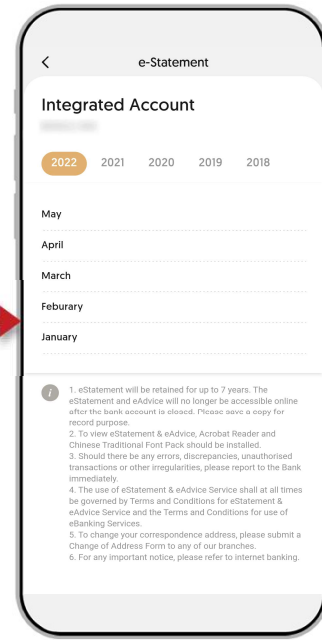 e-Statement
Integrated Account
2022 2021 2020 2019 2018
May
April
March
Feburary
January
1. eStatement will be retained for up to 7 years. The
eStatement and eAdvice will no longer be accessible online
after the bank account is closed. Please save a copy for
record purpose.
2. To view eStatement & eAdvice, Acrobat Reader and
Chinese Traditional Font Pack should be installed.
3. Should there be any errors, discrepancies, unauthorised
transactions or other irregularities, please report to the Bank
immediately.
4. The use of eStatement & eAdvice Service shall at all times
be governed by Terms and Conditions for eStatement &
eAdvice Service and the Terms and Conditions for use of
eBanking Services.
5. To change your correspondence address, please submit a
Change of Address Form to any of our branches.
6. For any important notice, please refer to internet banking.